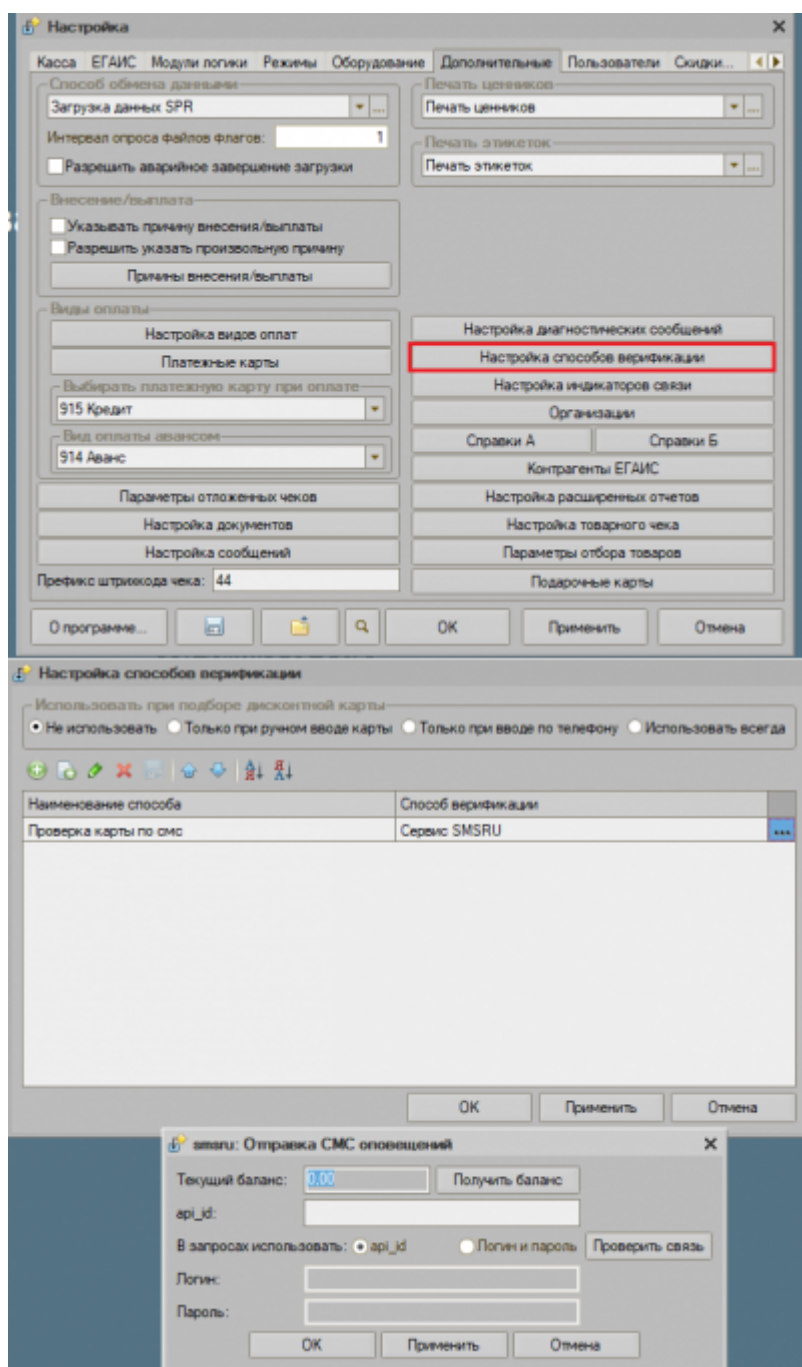 Настройка
Касса ЕГАИС Модули логики Режимы Оборудование Дополнительные Пользователи Скидки...
Способ обмена данными
Загрузка данных SPR
...
Интервал опроса файлов флагов: 1
Разрешить аварийное завершение загрузки
Печать ценников
Печать ценников
...
Печать этикеток
Печать этикеток
...
Внесение/выплата
Указывать причину внесения/выплаты
Разрешить указать произвольную причину
Причины внесения/выплаты
Виды оплаты
Настройка видов оплат
Платежные карты
Выбирать платежную карту при оплате
915 Кредит
Вид оплаты авансом
914 Аванс
Параметры отложенных чеков
Настройка документов
Настройка сообщений
Префикс штрихкода чека: 44
Настройка диагностических сообщений
Настройка способов верификации
Настройка индикаторов связи
Организации
Справки А Справки Б
Контрагенты ЕГАИС
Настройка расширенных отчетов
Настройка товарного чека
Параметры отбора товаров
Подарочные карты
О программе... ОК Применить Отмена
Настройка способов верификации
Использовать при подборе дисконтной карты
Не использовать Только при ручном вводе карты Только при вводе по телефону Использовать всегда
Наименование способа Способ верификации
Проверка карты по смс Сервис SMSRU ...
ОК Применить Отмена
smsru: Отправка СМС оповещений
Текущий баланс: 0.00 Получить баланс
api_id:
В запросах использовать: api_id Логин и пароль Проверить связь
Логин:
Пароль:
ОК Применить Отмена